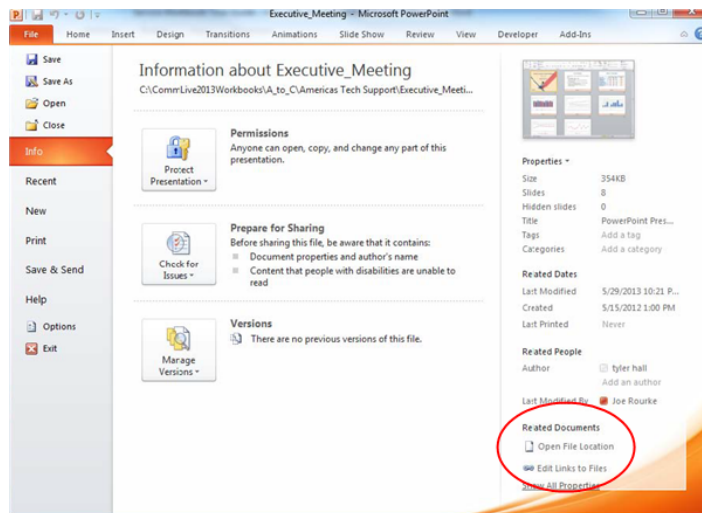 Executive_Meeting - Microsoft PowerPoint
File Home Insert Design Transitions Animations Slide Show Review View Developer Add-Ins
Save
Save As
Open
Close
Info
Recent
New
Print
Save & Send
Help
Options
Exit
Information about Executive_Meeting
C:\CommLive2013Workbooks\A_to_C\Americas Tech Support\Executive_Meeti...
Protect
Presentation
Permissions
Anyone can open, copy, and change any part of this
presentation.
Check for
Issues
Prepare for Sharing
Before sharing this file, be aware that it contains:
Document properties and author's name
Content that people with disabilities are unable to
read
Manage
Versions
Versions
There are no previous versions of this file.
Properties
Size 354KB
Slides 8
Hidden slides 0
Title PowerPoint Pres...
Tags Add a tag
Categories Add a category
Related Dates
Last Modified 5/29/2013 10:21 P...
Created 5/15/2012 1:00 PM
Last Printed Never
Related People
Author tyler hall
Add an author
Last Modified By Joe Rourke
Related Documents
Open File Location
Edit Links to Files
Show All Properties